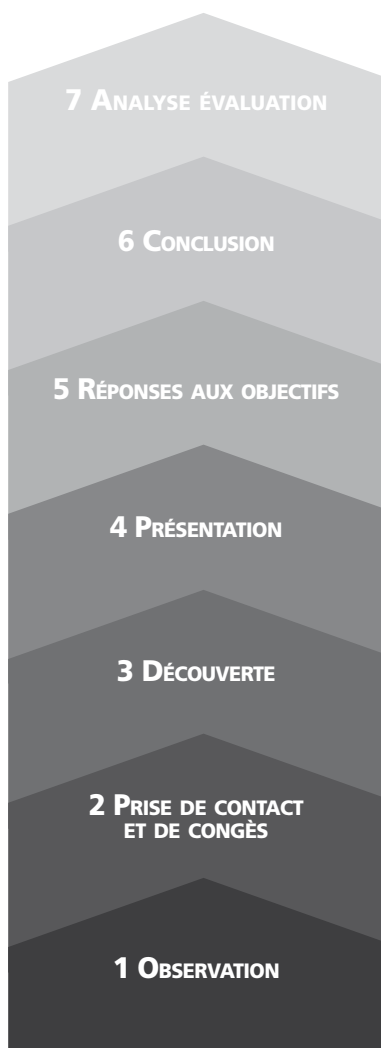 7 ANALYSE ÉVALUATION
6 CONCLUSION
5 RÉPONSES AUX OBJECTIFS
4 PRÉSENTATION
3 DÉCOUVERTE
2 PRISE DE CONTACT
ET DE CONGÈS
1 OBSERVATION